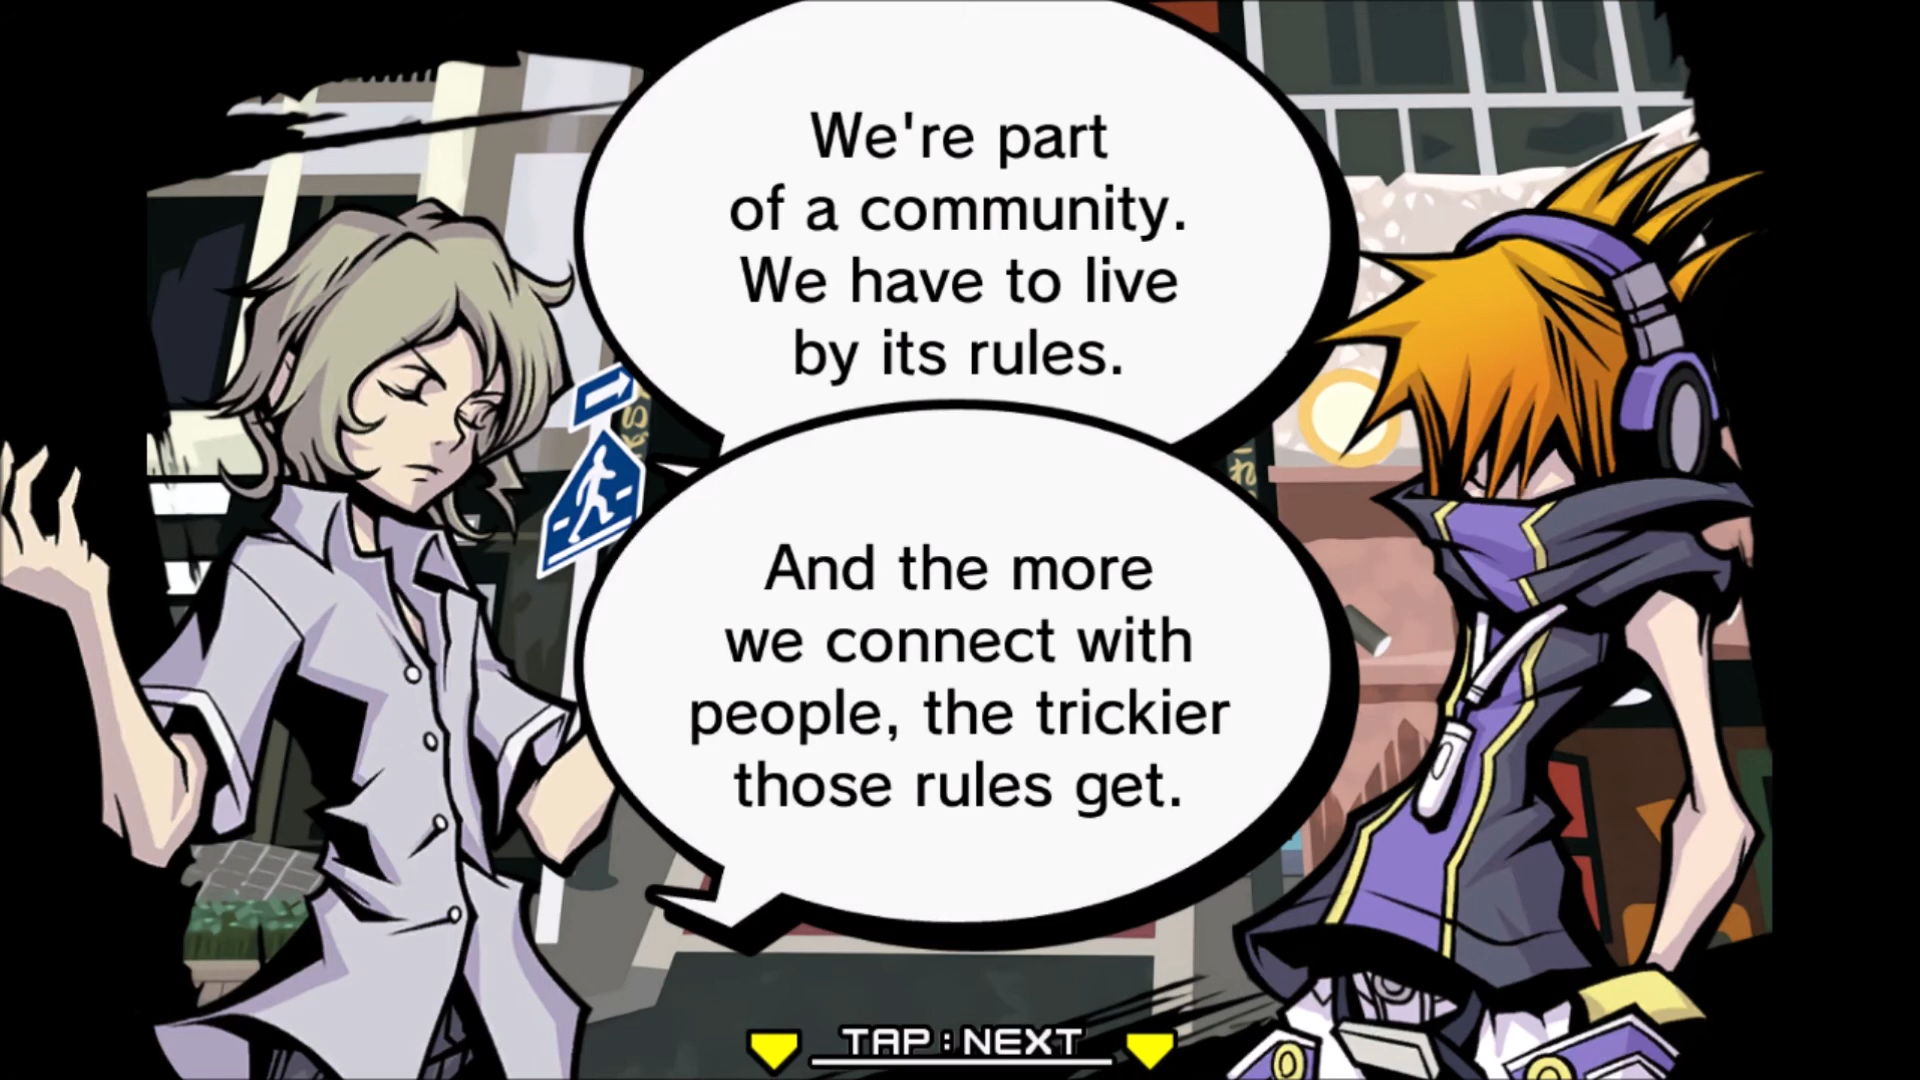 We're part
of a community.
We have to live
by its rules.
And the more
we connect with
people, the trickier
those rules get.
TAP : NEXT